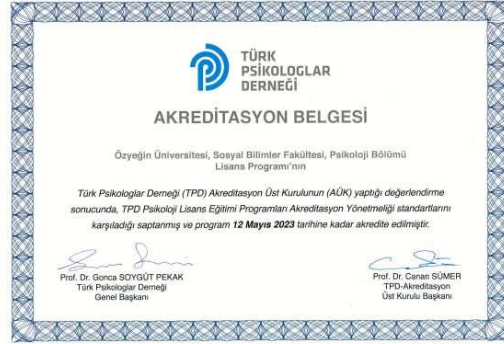 TÜRK
PSİKOLOGLAR
DERNEĞİ
AKREDİTASYON BELGESİ
Özyeğin Üniversitesi, Sosyal Bilimler Fakültesi, Psikoloji Bölümü
Lisans Programı'nın
Türk Psikologlar Derneği (TPD) Akreditasyon Üst Kurulunun (AÜK) yaptığı değerlendirme
sonucunda, TPD Psikoloji Lisans Eğitimi Programları Akreditasyon Yönetmeliği standartlarını
karşıladığı saptanmış ve program 12 Mayıs 2023 tarihine kadar akredite edilmiştir.
Prof. Dr. Gonca SOYGÜT PEKAK
Türk Psikologlar Derneği
Genel Başkanı
Prof. Dr. Canan SÜMER
TPD-Akreditasyon
Üst Kurulu Başkanı